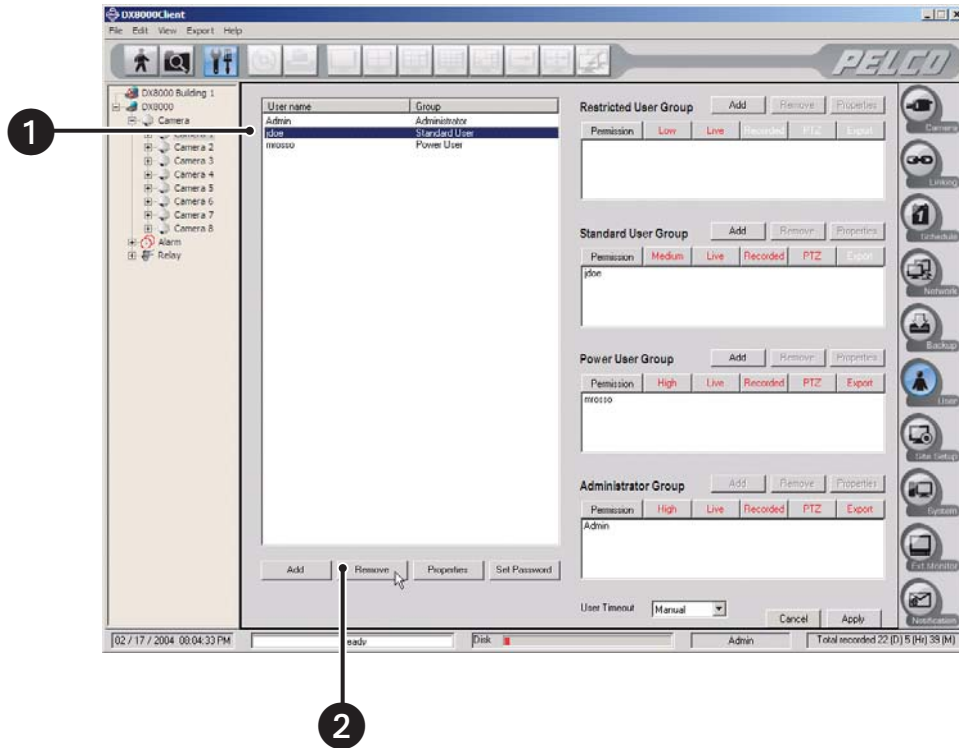 DX8000Client
File Edit View Export Help
PELCO
DX8000 Building 1
DX8000
Camera
Camera 1
Camera 2
Camera 3
Camera 4
Camera 5
Camera 6
Camera 7
Camera 8
Alarm
Relay
1
User name Group
Admin Administrator
jdoe Standard User
mrosso Power User
Add Remove Properties Set Password
2
Restricted User Group Add Remove Properties
Permission Low Live Recorded PTZ Export
Standard User Group Add Remove Properties
Permission Medium Live Recorded PTZ Export
jdoe
Power User Group Add Remove Properties
Permission High Live Recorded PTZ Export
mrosso
Administrator Group Add Remove Properties
Permission High Live Recorded PTZ Export
Admin
User Timeout Manual
Cancel Apply
Camera
Linking
Schedule
Network
Backup
User
Site Setup
System
Ext Monitor
Notification
02 / 17 / 2004 08:04:33 PM
Disk
Admin
Total recorded 22 (D) 5 (Hr) 39 (M)